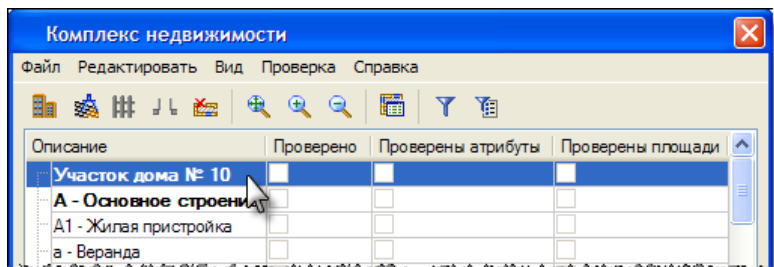 Комплекс недвижимости
Файл Редактировать Вид Проверка Справка
Описание Проверено Проверены атрибуты Проверены площади
Участок дома № 10
А - Основное строени
А1 - Жилая пристройка
а - Веранда